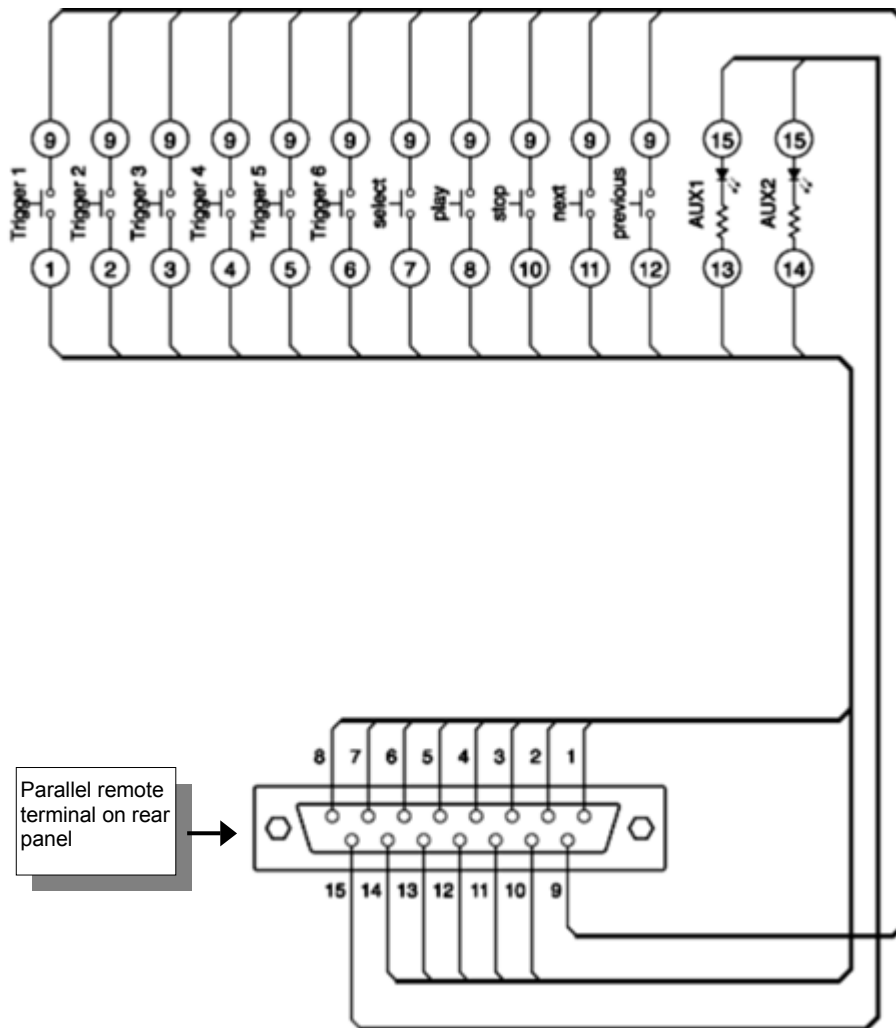 9 9 9 9 9 9 9 9 9 9 9 15 15
Trigger 1
Trigger 2
Trigger 3
Trigger 4
Trigger 5
Trigger 6
select
play
stop
next
previous
AUX1
AUX2
1 2 3 4 5 6 7 8 10 11 12 13 14
8 7 6 5 4 3 2 1
Parallel remote
terminal on rear
panel
15 14 13 12 11 10 9